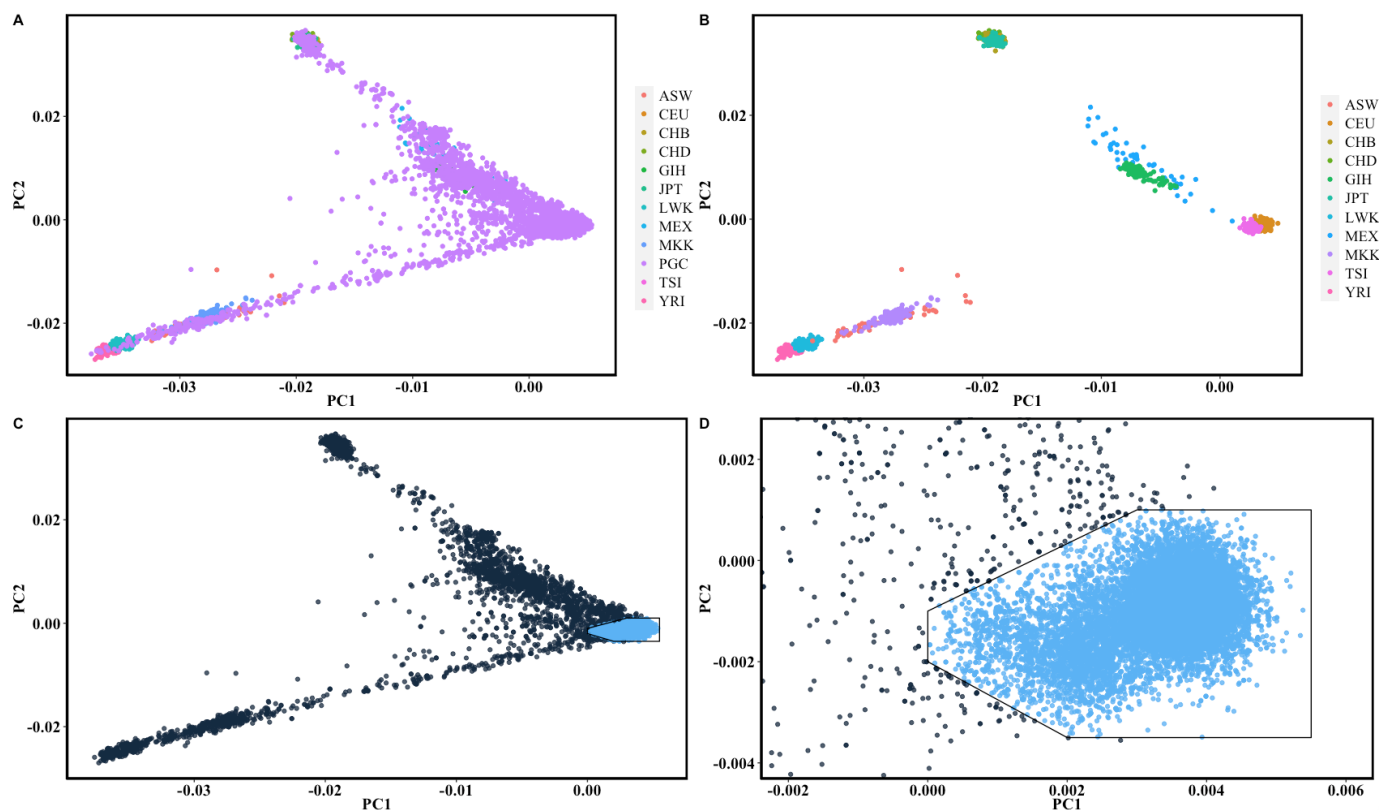 A
0.02
0.00
-0.02
PC2
-0.03
-0.02
-0.01
0.00
PC1
ASW
CEU
CHB
CHD
GIH
JPT
LWK
MEX
MKK
PGC
TSI
YRI
B
0.02
0.00
-0.02
PC2
-0.03
-0.02
-0.01
0.00
PC1
ASW
CEU
CHB
CHD
GIH
JPT
LWK
MEX
MKK
TSI
YRI
C
0.02
0.00
-0.02
PC2
-0.03
-0.02
-0.01
0.00
PC1
D
0.002
0.000
-0.002
-0.004
PC2
-0.002
0.000
0.002
0.004
0.006
PC1